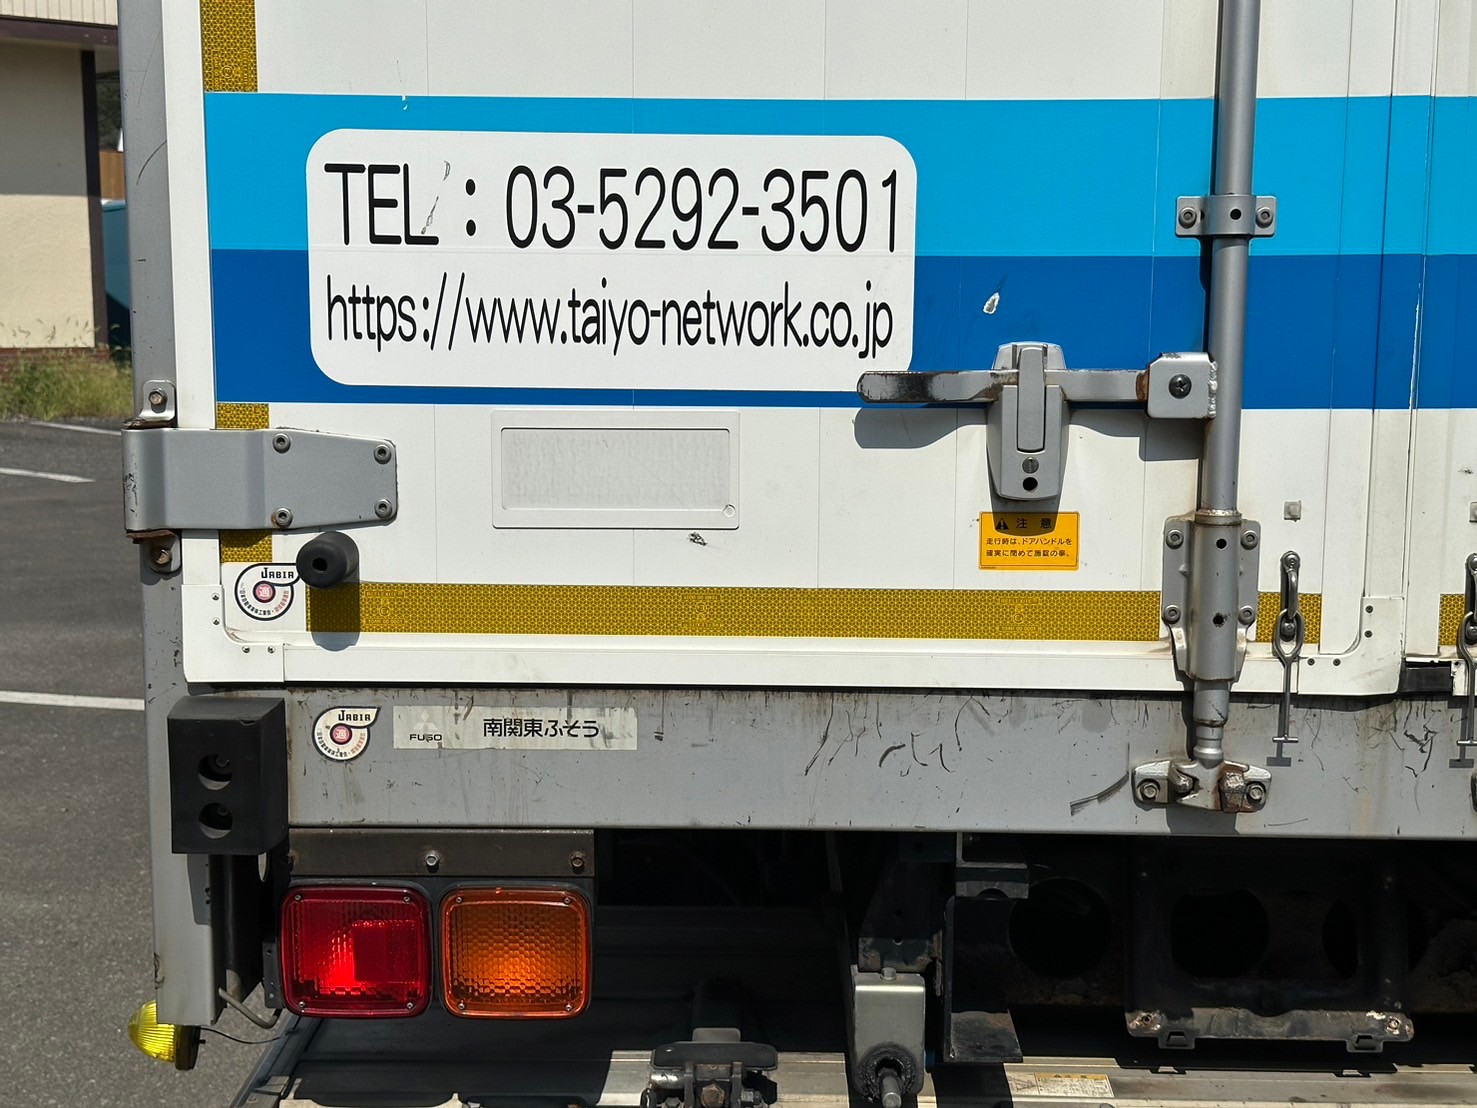 TEL：03-5292-3501
https://www.taiyo-network.co.jp
注 意
走行時は、ドアハンドルを
確実に閉めて施錠の事。
JABIA
適
JABIA
適
FUSO
南関東ふそう